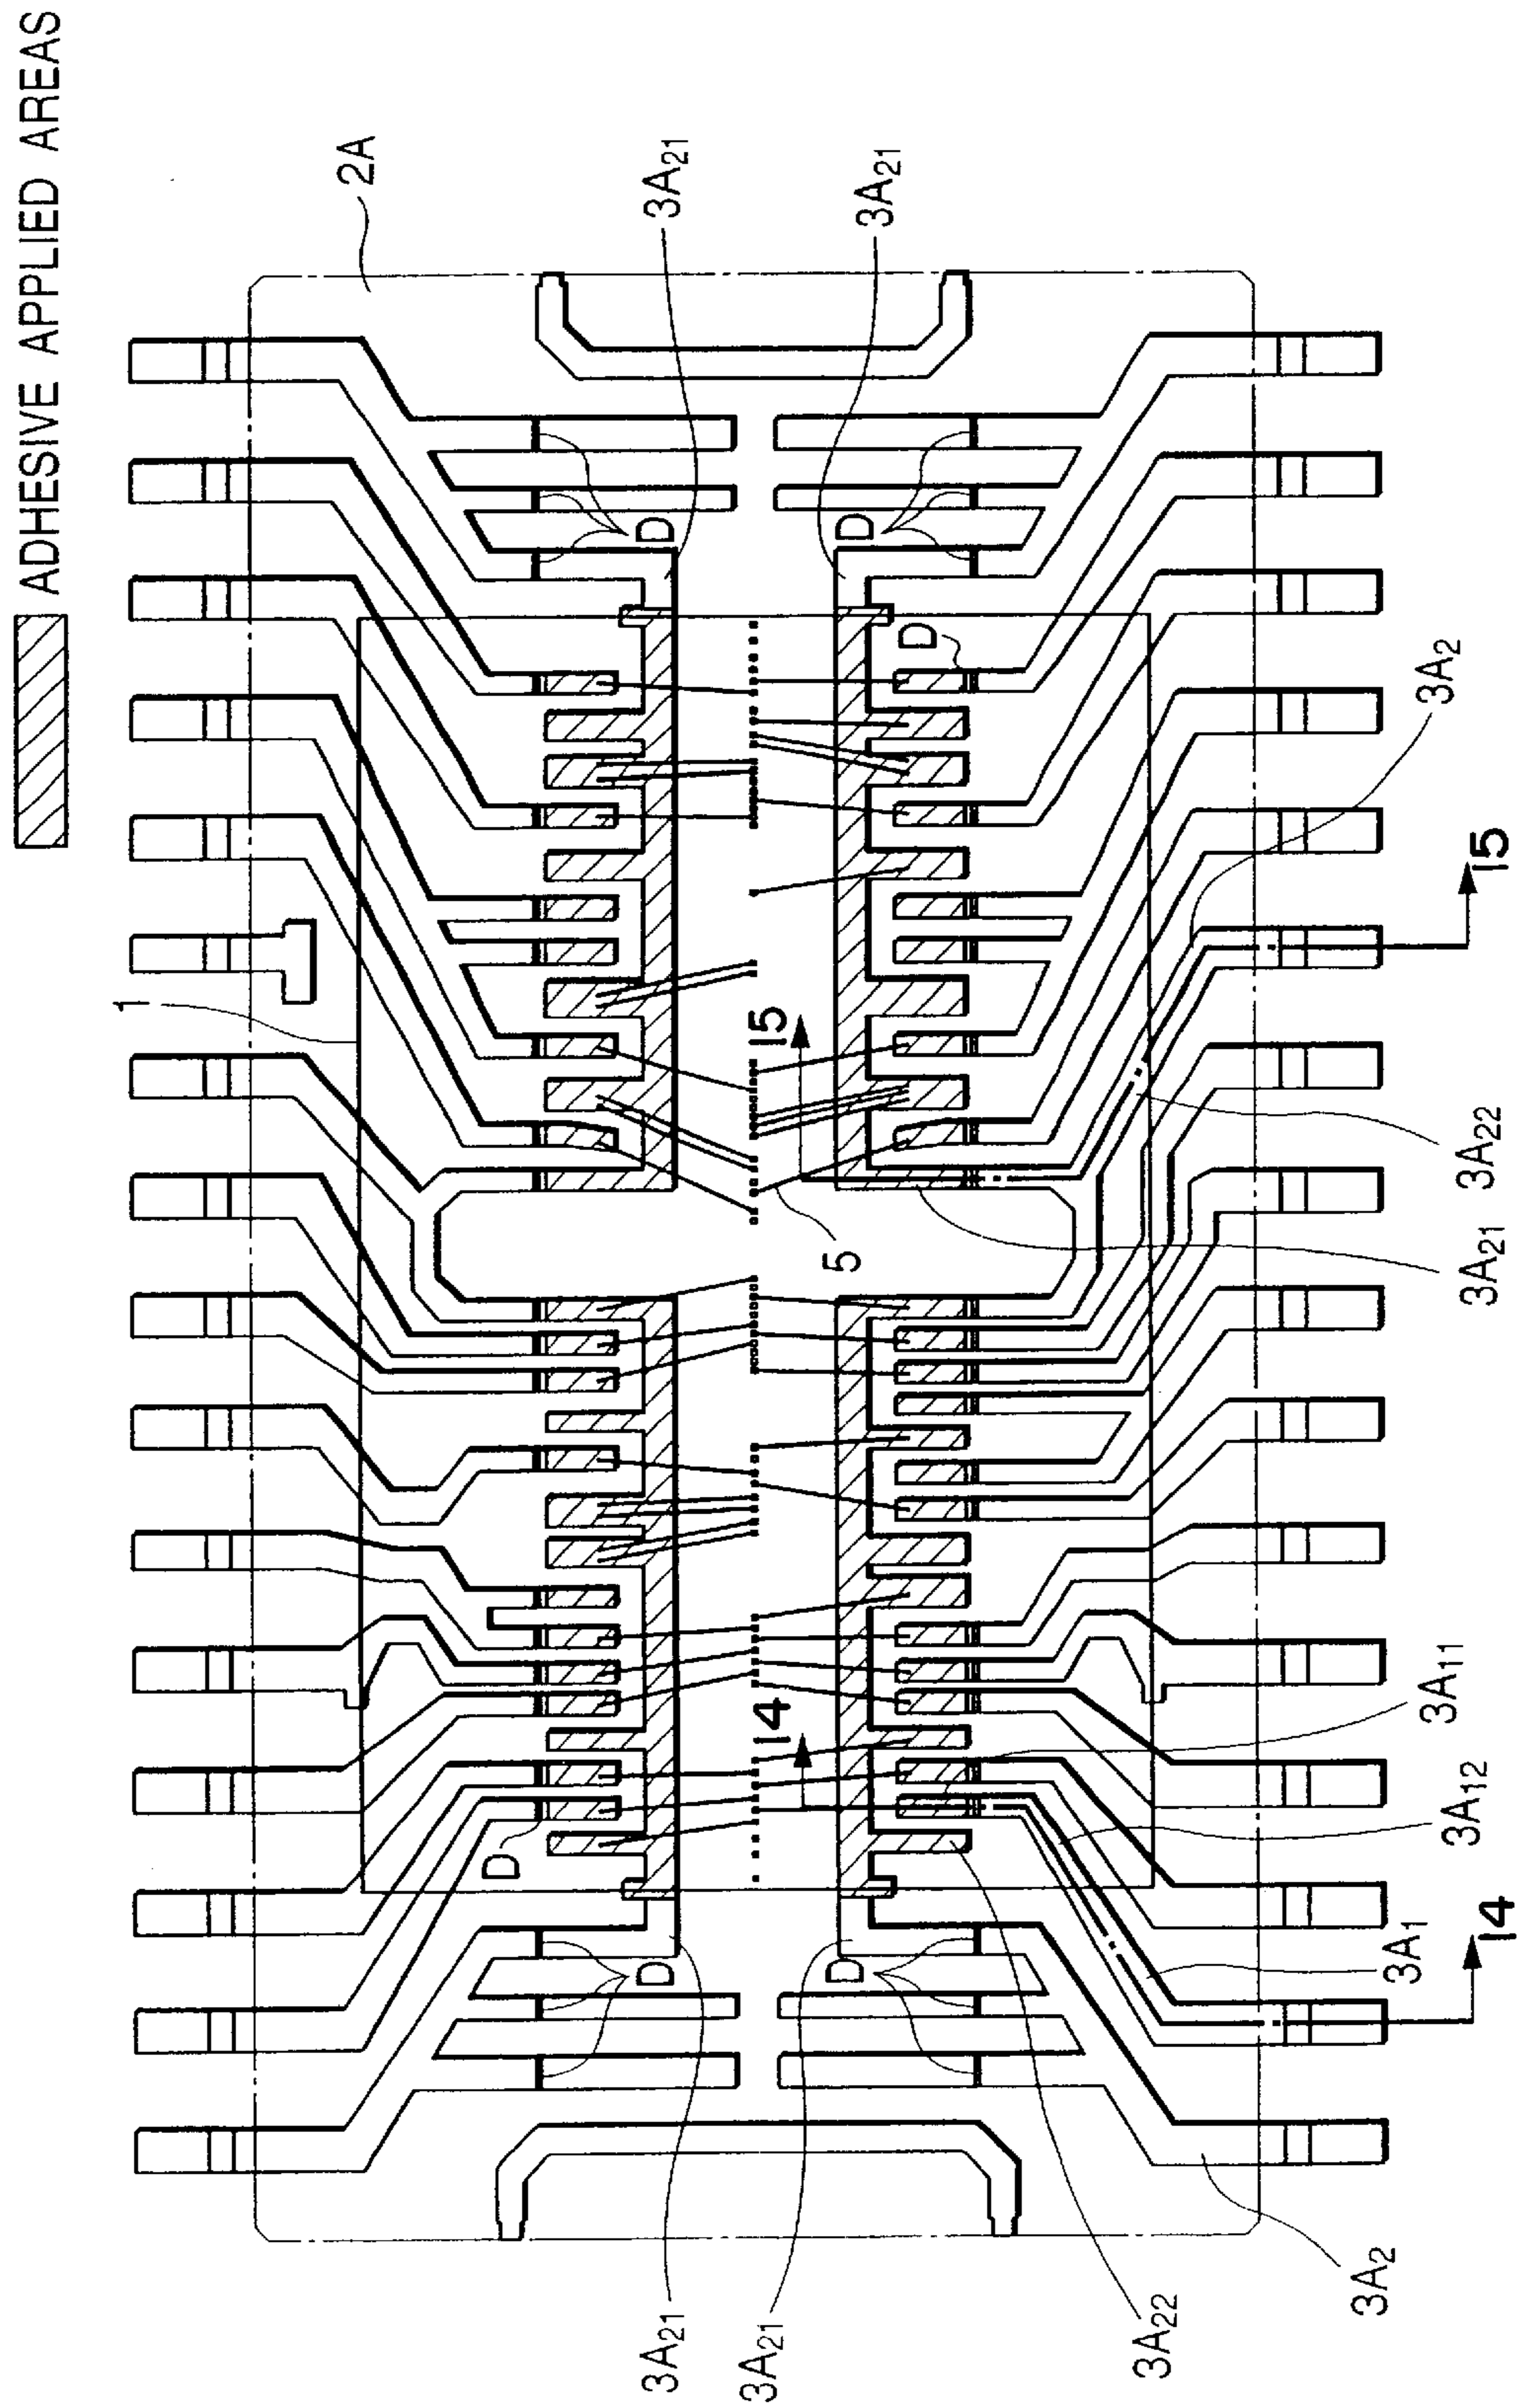 ADHESIVE APPLIED AREAS
2A
3A21
3A21
D
D
D
1
3A2
15
15
3A22
3A21
5
14
3A11
3A12
D
3A1
14
D
D
3A2
3A22
3A21
3A21